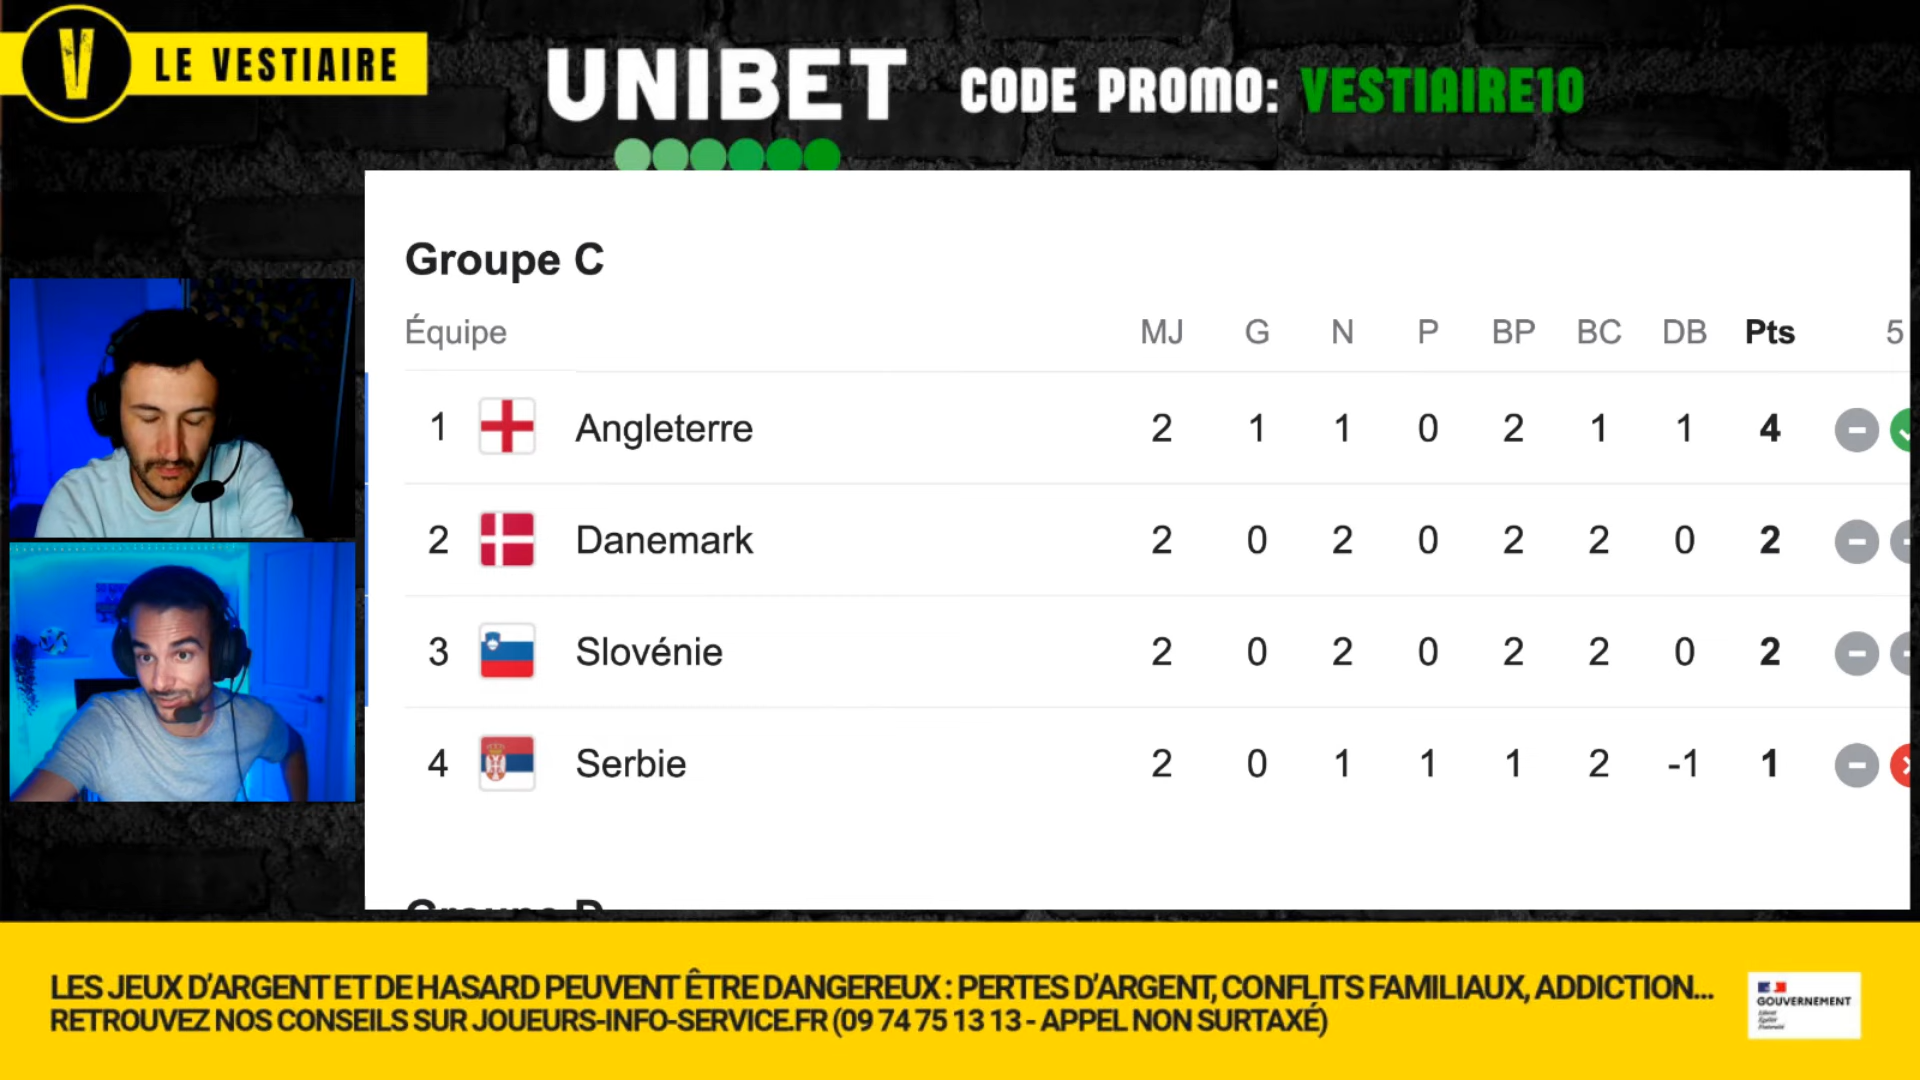 V LE VESTIAIRE
UNIBET CODE PROMO: VESTIAIRE10
Groupe C
Équipe MJ G N P BP BC DB Pts 5
1 Angleterre 2 1 1 0 2 1 1 4
2 Danemark 2 0 2 0 2 2 0 2
3 Slovénie 2 0 2 0 2 2 0 2
4 Serbie 2 0 1 1 1 2 -1 1
Groupe D
LES JEUX D'ARGENT ET DE HASARD PEUVENT ÊTRE DANGEREUX : PERTES D'ARGENT, CONFLITS FAMILIAUX, ADDICTION...
RETROUVEZ NOS CONSEILS SUR JOUEURS-INFO-SERVICE.FR (09 74 75 13 13 - APPEL NON SURTAXÉ)
GOUVERNEMENT